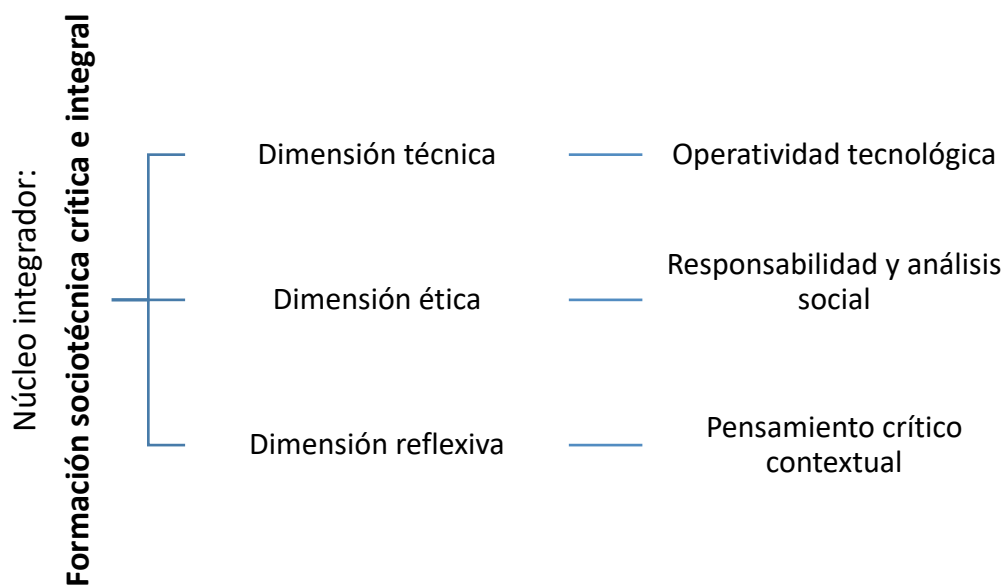 Núcleo integrador:
Formación sociotécnica crítica e integral
Dimensión técnica
Operatividad tecnológica
Dimensión ética
Responsabilidad y análisis
social
Dimensión reflexiva
Pensamiento crítico
contextual